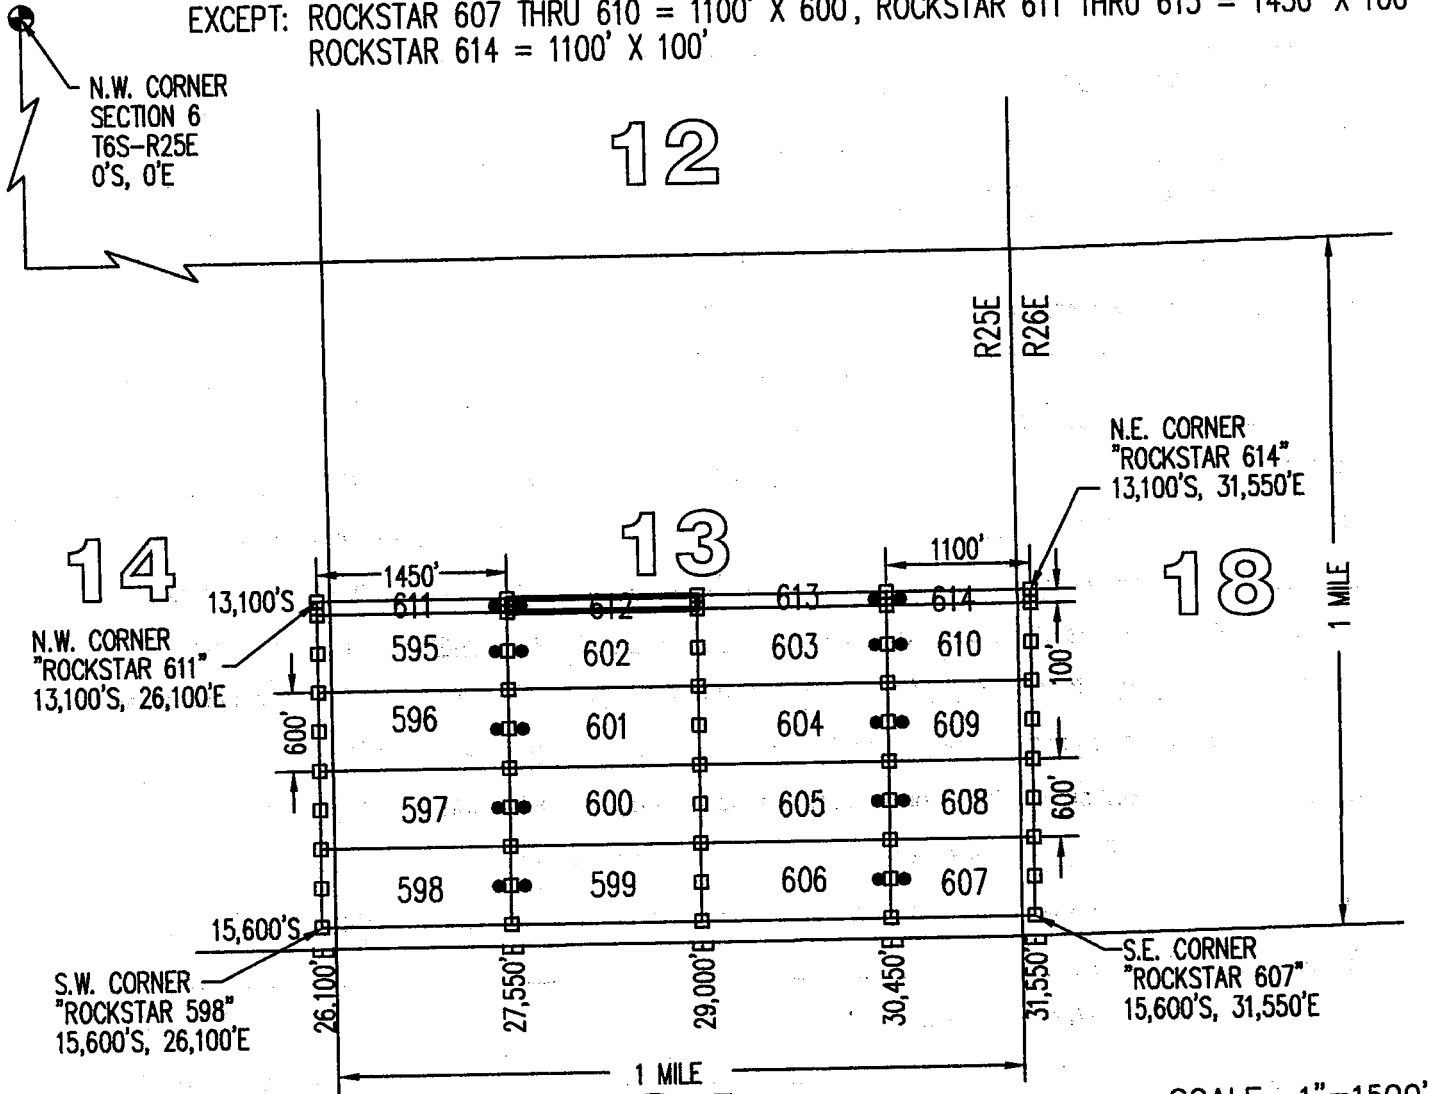 EXCEPT: ROCKSTAR 607 THRU 610 = 1100' X 600', ROCKSTAR 611 THRU 613 = 1450' X 100'
ROCKSTAR 614 = 1100' X 100'
N.W. CORNER
SECTION 6
T6S-R25E
0'S, 0'E
12
R25E
R26E
N.E. CORNER
"ROCKSTAR 614"
13,100'S, 31,550'E
14
13
18
1 MILE
1450'
1100'
13,100'S
611
612
613
614
N.W. CORNER
"ROCKSTAR 611"
13,100'S, 26,100'E
595
602
603
610
100'
600'
596
601
604
609
597
600
605
608
600'
598
599
606
607
15,600'S
S.W. CORNER
"ROCKSTAR 598"
15,600'S, 26,100'E
26,100'E
27,550'E
29,000'E
30,450'E
31,550'E
S.E. CORNER
"ROCKSTAR 607"
15,600'S, 31,550'E
1 MILE
SCALE 1"=1500'